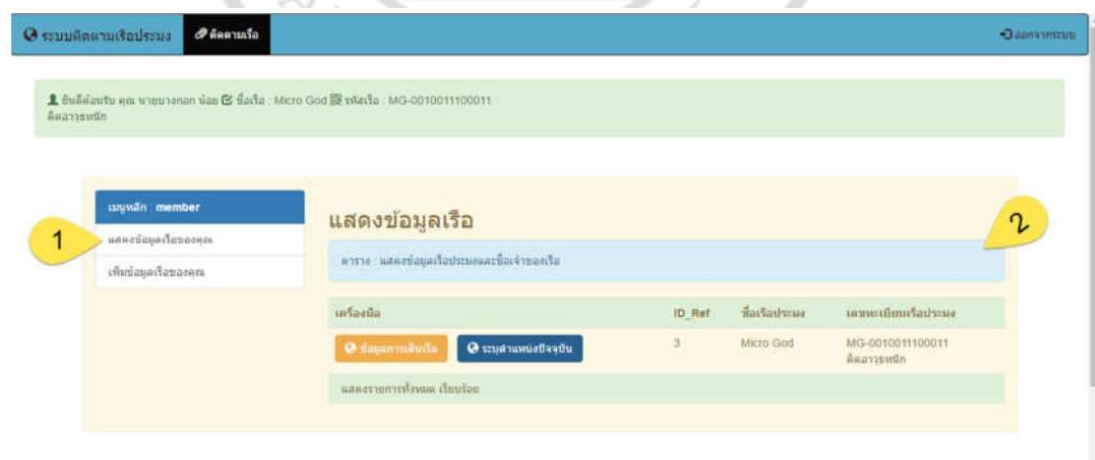 ระบบติดตามเรือประมง ติดตามเรือ ออกจากระบบ
ยินดีต้อนรับ คุณ นายบางกอก น้อย ชื่อเรือ : Micro God รหัสเรือ : MG-0010011100011
ติดอาวุธหนัก
เมนูหลัก : member
แสดงข้อมูลเรือของคุณ
เพิ่มข้อมูลเรือของคุณ
1
แสดงข้อมูลเรือ
2
ตาราง : แสดงข้อมูลเรือประมงและชื่อเจ้าของเรือ
เครื่องมือ ID_Ref ชื่อเรือประมง เลขทะเบียนเรือประมง
ข้อมูลการเดินเรือ ระบุตำแหน่งปัจจุบัน 3 Micro God MG-0010011100011
ติดอาวุธหนัก
แสดงรายการทั้งหมด เรียบร้อย